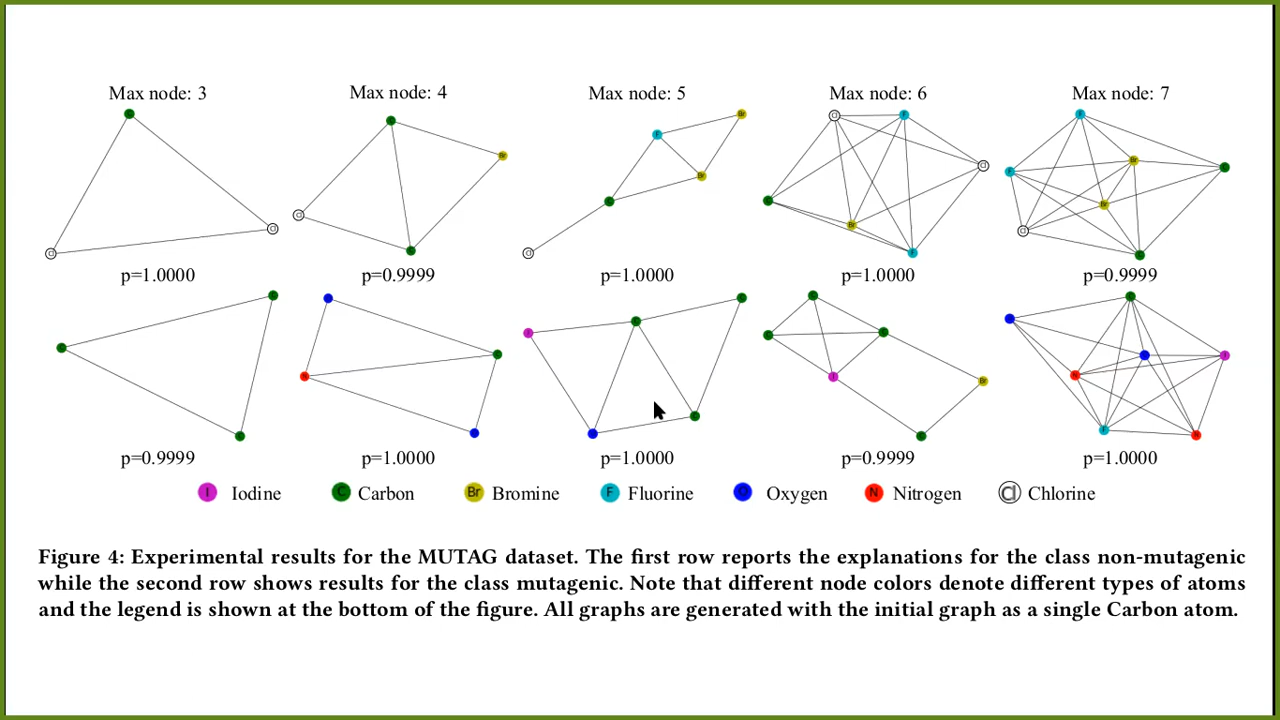 Max node: 3 Max node: 4 Max node: 5 Max node: 6 Max node: 7
p=1.0000 p=0.9999 p=1.0000 p=1.0000 p=0.9999
p=0.9999 p=1.0000 p=1.0000 p=0.9999 p=1.0000
I Iodine C Carbon Br Bromine F Fluorine O Oxygen N Nitrogen Cl Chlorine
Figure 4: Experimental results for the MUTAG dataset. The first row reports the explanations for the class non-mutagenic
while the second row shows results for the class mutagenic. Note that different node colors denote different types of atoms
and the legend is shown at the bottom of the figure. All graphs are generated with the initial graph as a single Carbon atom.